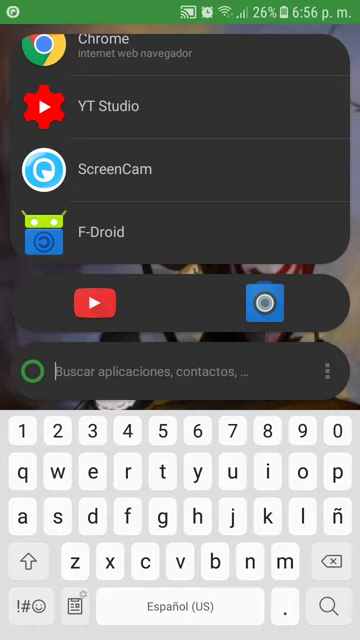 26% 6:56 p. m.
Chrome
internet web navegador
YT Studio
ScreenCam
F-Droid
Buscar aplicaciones, contactos, ...
1 2 3 4 5 6 7 8 9 0
q w e r t y u i o p
a s d f g h j k l ñ
z x c v b n m
!#☺ Español (US) .